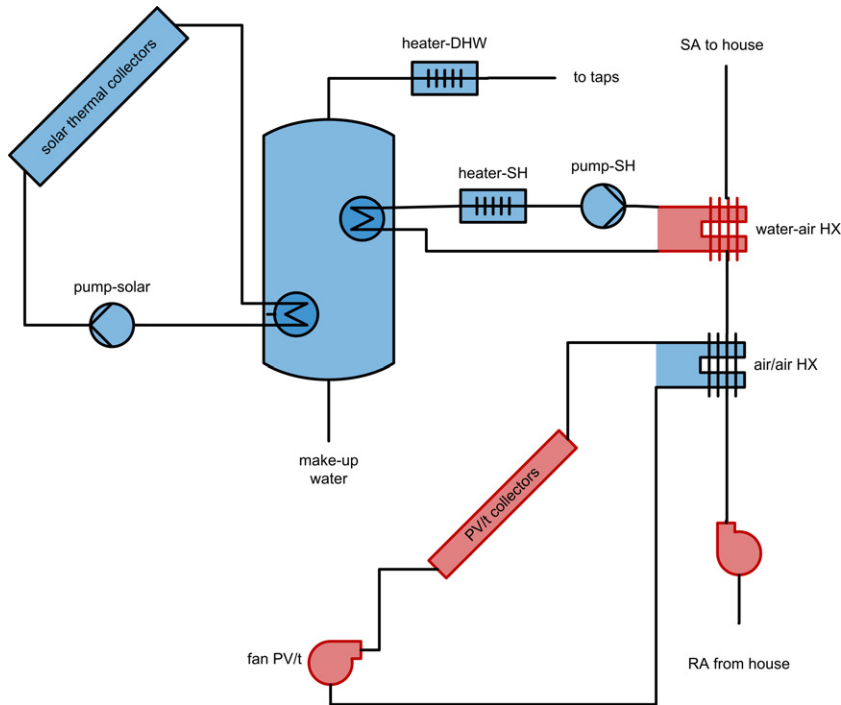 heater-DHW
SA to house
to taps
solar thermal collectors
heater-SH
pump-SH
water-air HX
pump-solar
air/air HX
make-up
water
PV/t collectors
fan PV/t
RA from house